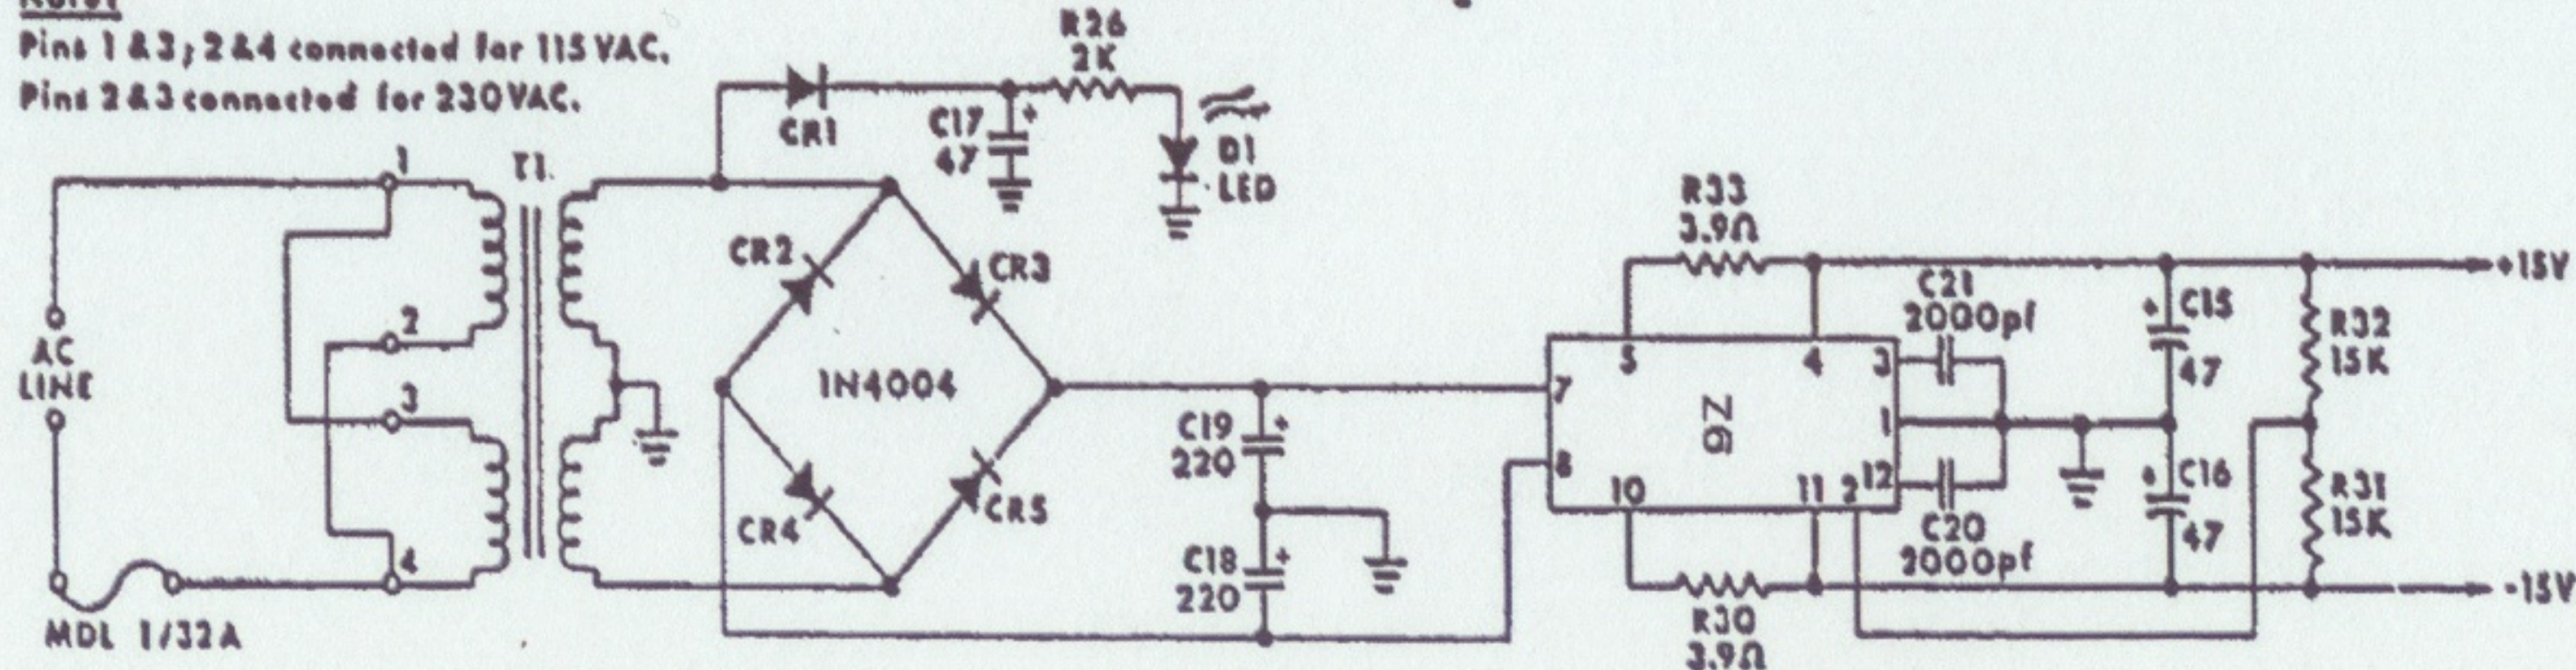 Pins 1 & 3; 2 & 4 connected for 115 VAC.
Pins 2 & 3 connected for 230 VAC.
R26
2K
CR1
C17
47
+
D1
LED
T1
1
2
3
4
AC
LINE
MDL 1/32A
CR2
CR3
1N4004
CR4
CR5
C19
220
+
C18
220
+
R33
3.9Ω
5
4
3
7
1
8
Z6
10
11
2
12
C21
2000pf
C20
2000pf
+
C15
47
+
C16
47
R32
15K
R31
15K
R30
3.9Ω
+15V
-15V